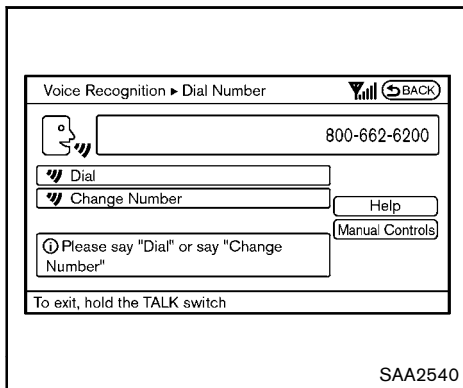 Voice Recognition ▸ Dial Number
BACK
800-662-6200
Dial
Change Number
Help
Manual Controls
Please say "Dial" or say "Change
Number"
To exit, hold the TALK switch
SAA2540